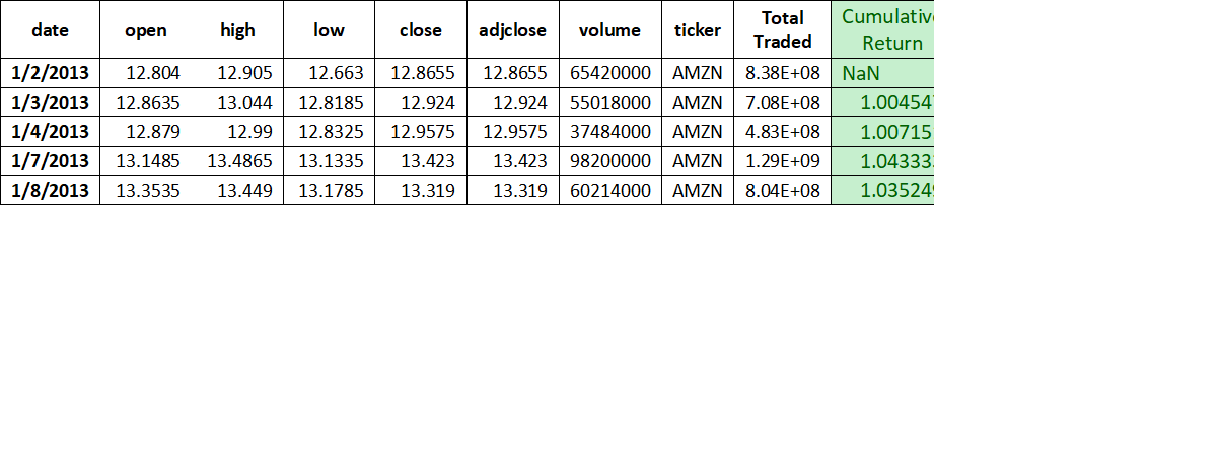 date open high low close adjclose volume ticker Total Traded Cumulativ Return
1/2/2013 12.804 12.905 12.663 12.8655 12.8655 65420000 AMZN 8.38E+08 NaN
1/3/2013 12.8635 13.044 12.8185 12.924 12.924 55018000 AMZN 7.08E+08 1.004547
1/4/2013 12.879 12.99 12.8325 12.9575 12.9575 37484000 AMZN 4.83E+08 1.00715
1/7/2013 13.1485 13.4865 13.1335 13.423 13.423 98200000 AMZN 1.29E+09 1.043333
1/8/2013 13.3535 13.449 13.1785 13.319 13.319 60214000 AMZN 8.04E+08 1.035249